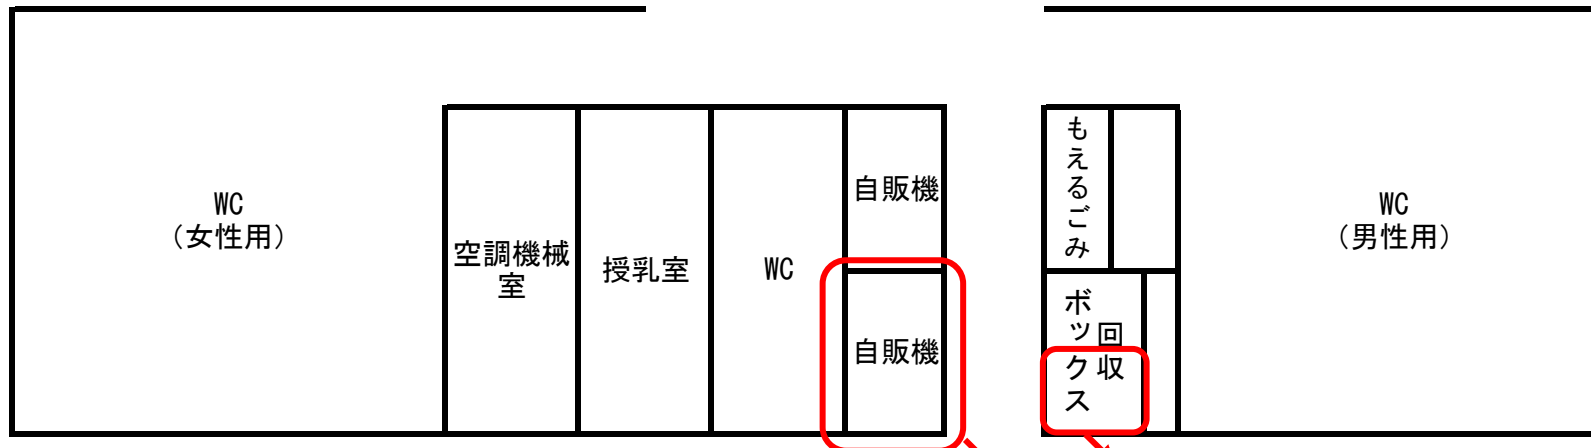 WC
（女性用）
空調機械
室
授乳室
WC
自販機
自販機
もえるごみ
回収
ボックス
WC
（男性用）